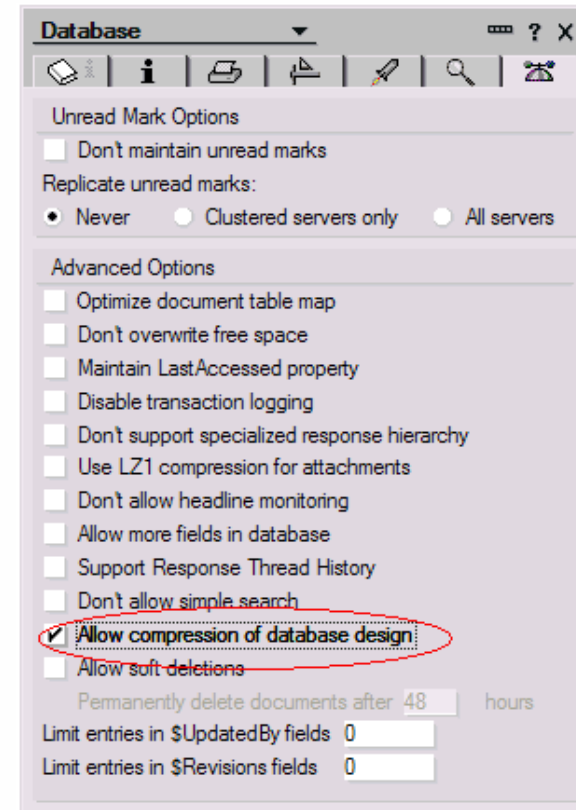 Database ? X
i i
Unread Mark Options
Don't maintain unread marks
Replicate unread marks:
Never Clustered servers only All servers
Advanced Options
Optimize document table map
Don't overwrite free space
Maintain LastAccessed property
Disable transaction logging
Don't support specialized response hierarchy
Use LZ1 compression for attachments
Don't allow headline monitoring
Allow more fields in database
Support Response Thread History
Don't allow simple search
Allow compression of database design
Allow soft deletions
Permanently delete documents after 48 hours
Limit entries in $UpdatedBy fields 0
Limit entries in $Revisions fields 0